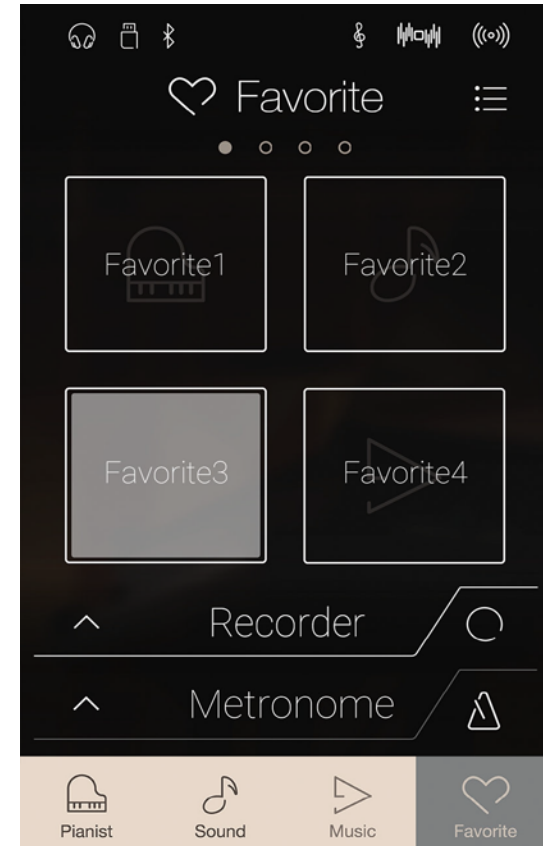 Favorite
Favorite1 Favorite2
Favorite3 Favorite4
Recorder
Metronome
Pianist Sound Music Favorite